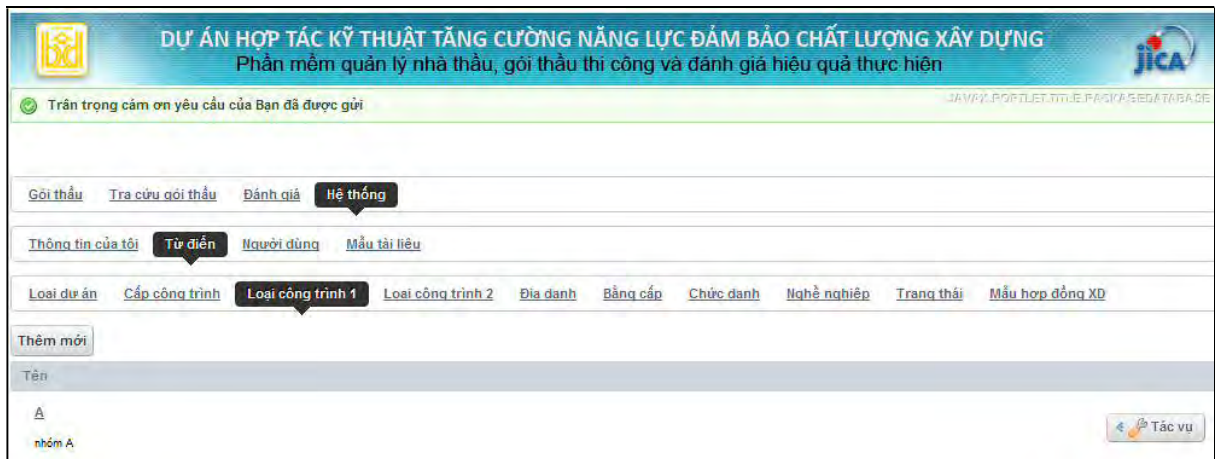 DỰ ÁN HỢP TÁC KỸ THUẬT TĂNG CƯỜNG NĂNG LỰC ĐẢM BẢO CHẤT LƯỢNG XÂY DỰNG
Phần mềm quản lý nhà thầu, gói thầu thi công và đánh giá hiệu quả thực hiện
bxd
jica
Trân trọng cám ơn yêu cầu của Bạn đã được gửi
JAVAX.PORTLET.TITLE.PACKAGEDATABASE
Gói thầu Tra cứu gói thầu Đánh giá Hệ thống
Thông tin của tôi Từ điển Người dùng Mẫu tài liêu
Loại dự án Cấp công trình Loại công trình 1 Loại công trình 2 Địa danh Bằng cấp Chức danh Nghề nghiệp Trạng thái Mẫu hợp đồng XD
Thêm mới
Tên
A
nhóm A
Tác vụ